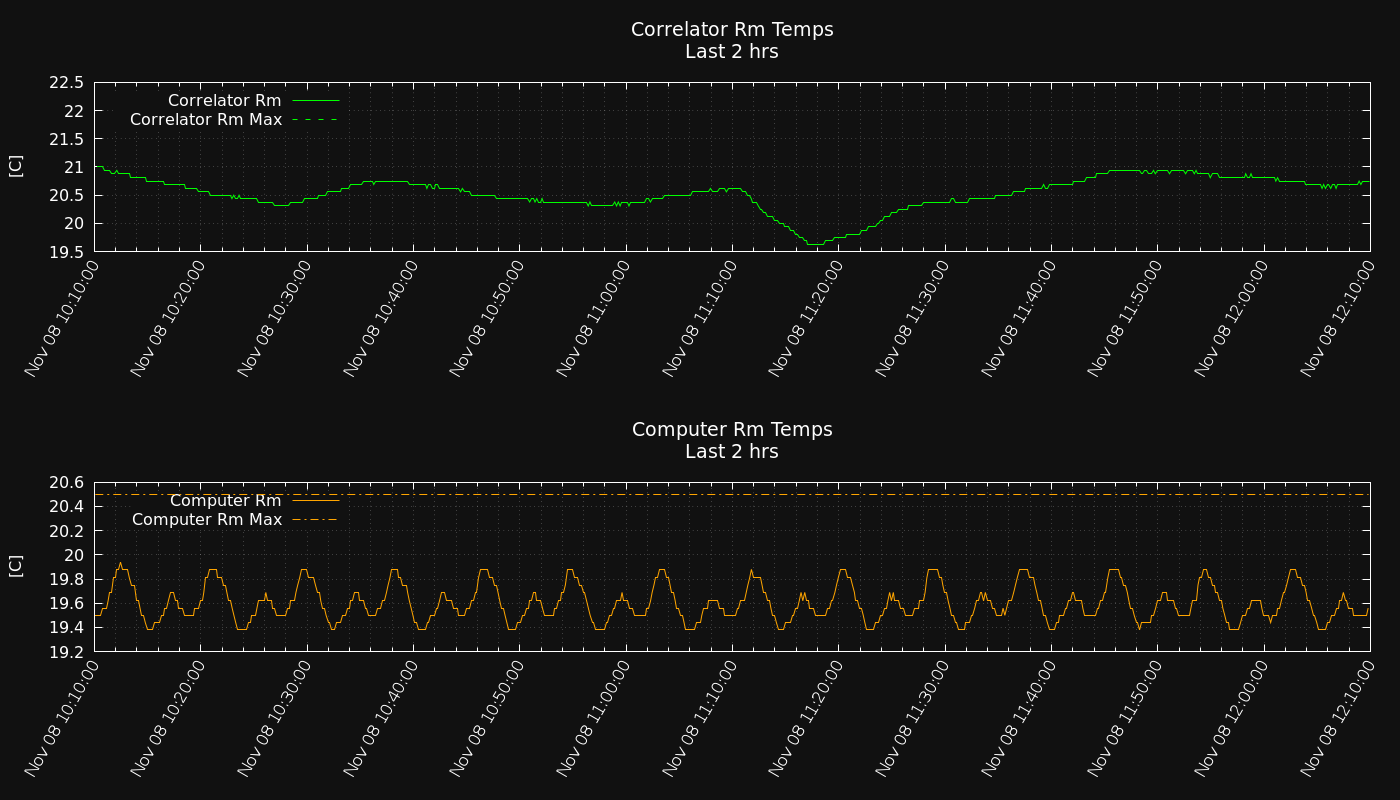 Correlator Rm Temps
Last 2 hrs
22.5
22
21.5
21
20.5
20
19.5
[C]
Correlator Rm
Correlator Rm Max
Nov 08 10:10:00
Nov 08 10:20:00
Nov 08 10:30:00
Nov 08 10:40:00
Nov 08 10:50:00
Nov 08 11:00:00
Nov 08 11:10:00
Nov 08 11:20:00
Nov 08 11:30:00
Nov 08 11:40:00
Nov 08 11:50:00
Nov 08 12:00:00
Nov 08 12:10:00
Computer Rm Temps
Last 2 hrs
20.6
20.4
20.2
20
19.8
19.6
19.4
19.2
[C]
Computer Rm
Computer Rm Max
Nov 08 10:10:00
Nov 08 10:20:00
Nov 08 10:30:00
Nov 08 10:40:00
Nov 08 10:50:00
Nov 08 11:00:00
Nov 08 11:10:00
Nov 08 11:20:00
Nov 08 11:30:00
Nov 08 11:40:00
Nov 08 11:50:00
Nov 08 12:00:00
Nov 08 12:10:00